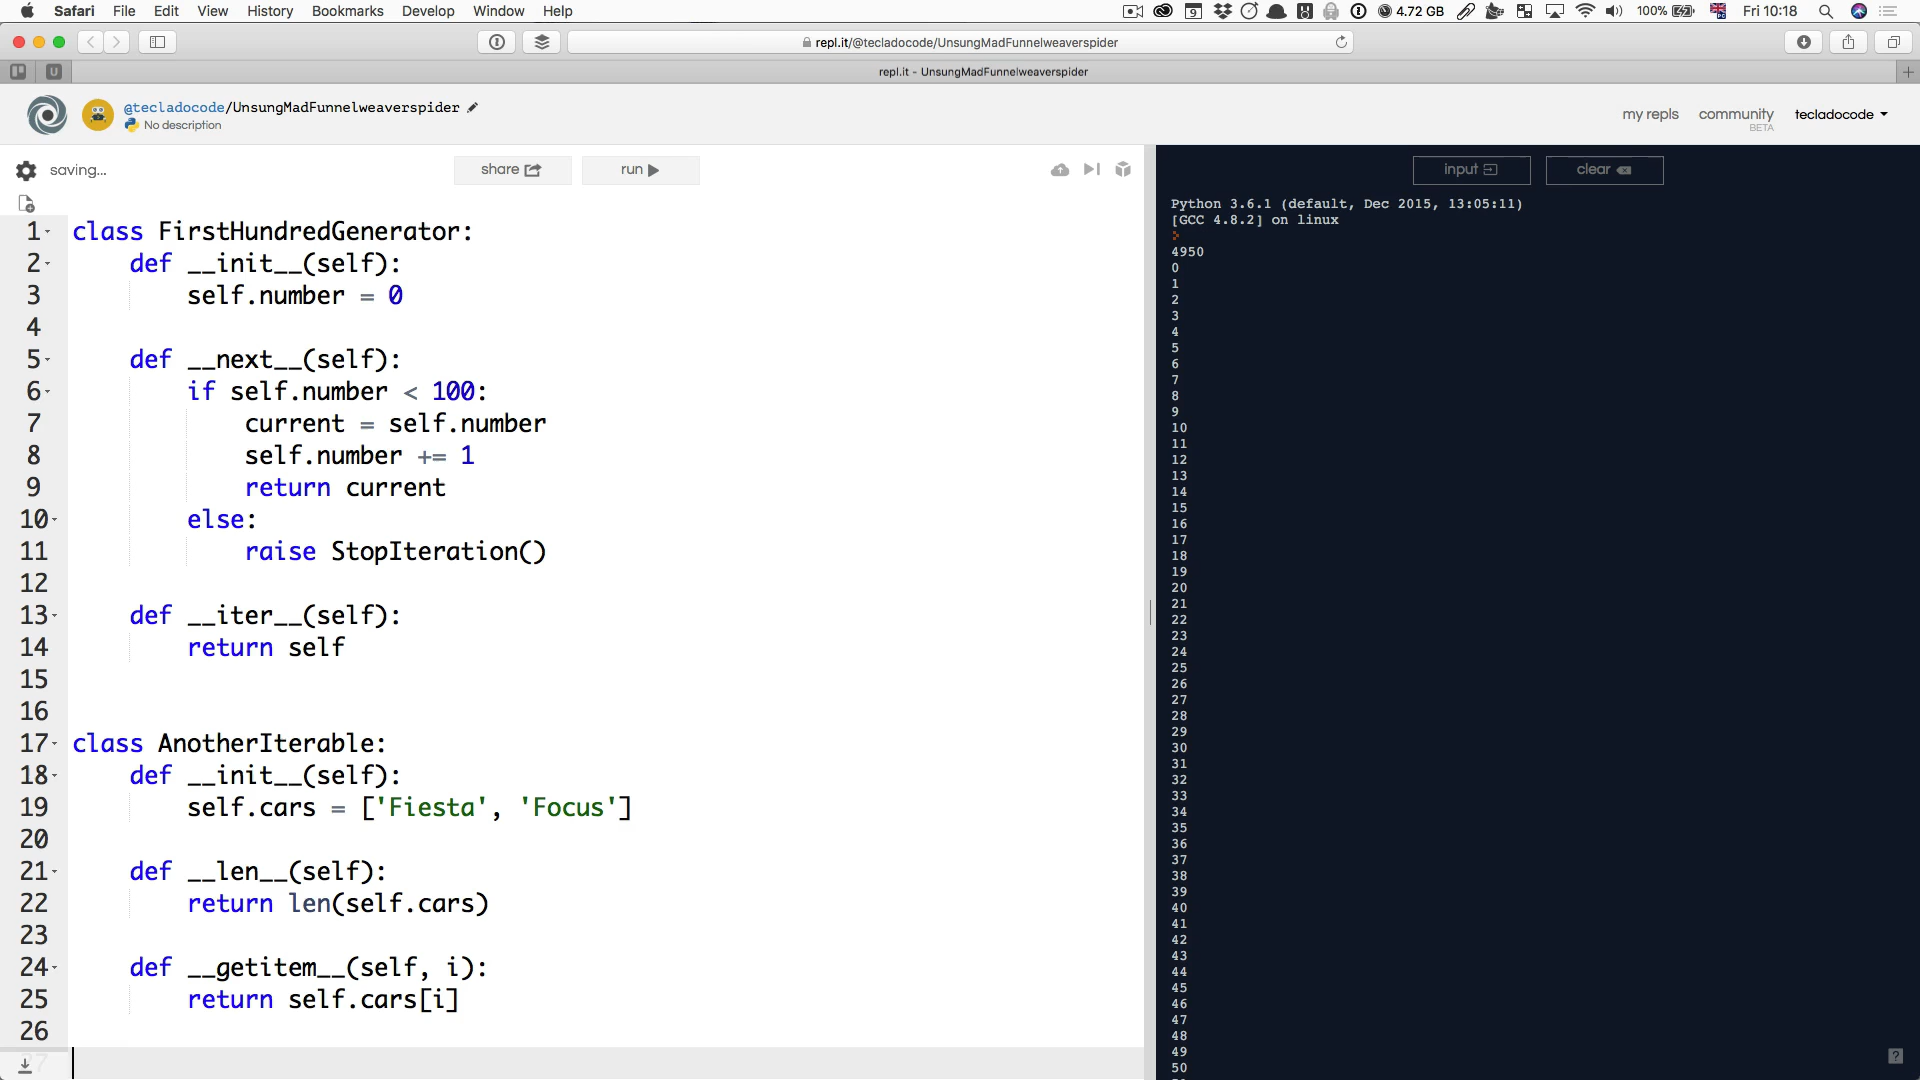 Safari File Edit View History Bookmarks Develop Window Help 9 4.72 GB 100% Fri 10:18
repl.it/@tecladocode/UnsungMadFunnelweaverspider
U repl.it - UnsungMadFunnelweaverspider
@tecladocode/UnsungMadFunnelweaverspider
No description
my repls community BETA tecladocode
saving... share run
input clear
1 class FirstHundredGenerator:
2 def __init__(self):
3 self.number = 0
4
5 def __next__(self):
6 if self.number < 100:
7 current = self.number
8 self.number += 1
9 return current
10 else:
11 raise StopIteration()
12
13 def __iter__(self):
14 return self
15
16
17 class AnotherIterable:
18 def __init__(self):
19 self.cars = ['Fiesta', 'Focus']
20
21 def __len__(self):
22 return len(self.cars)
23
24 def __getitem__(self, i):
25 return self.cars[i]
26
27
Python 3.6.1 (default, Dec 2015, 13:05:11)
[GCC 4.8.2] on linux
4950
0
1
2
3
4
5
6
7
8
9
10
11
12
13
14
15
16
17
18
19
20
21
22
23
24
25
26
27
28
29
30
31
32
33
34
35
36
37
38
39
40
41
42
43
44
45
46
47
48
49
50
?